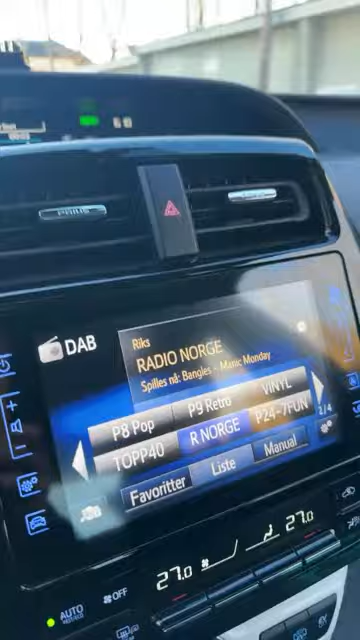 PRIUS
DAB
Riks
RADIO NORGE
Spilles nå: Bangles - Manic Monday
P8 Pop
P9 Retro
VINYL
TOPP40
R NORGE
P24-7FUN
1/4
Favoritter
Liste
Manual
27.0
27.0
AUTO
OFF